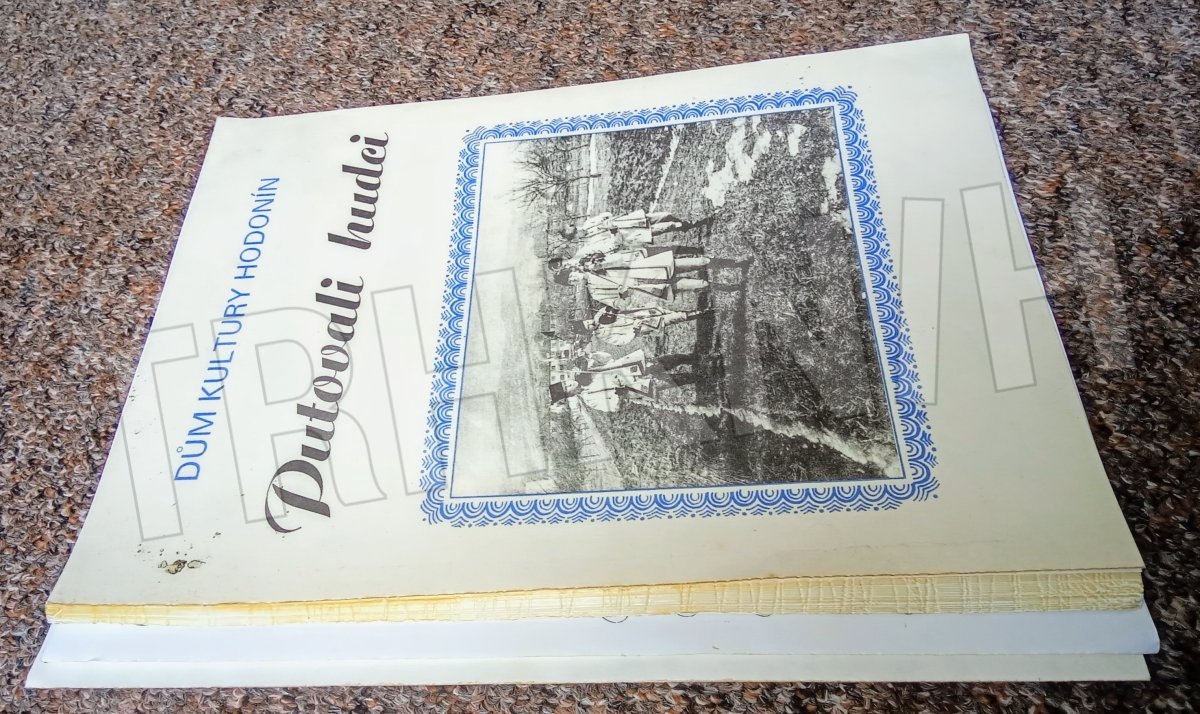 DŮM KULTURY HODONÍN
Putovali hudci